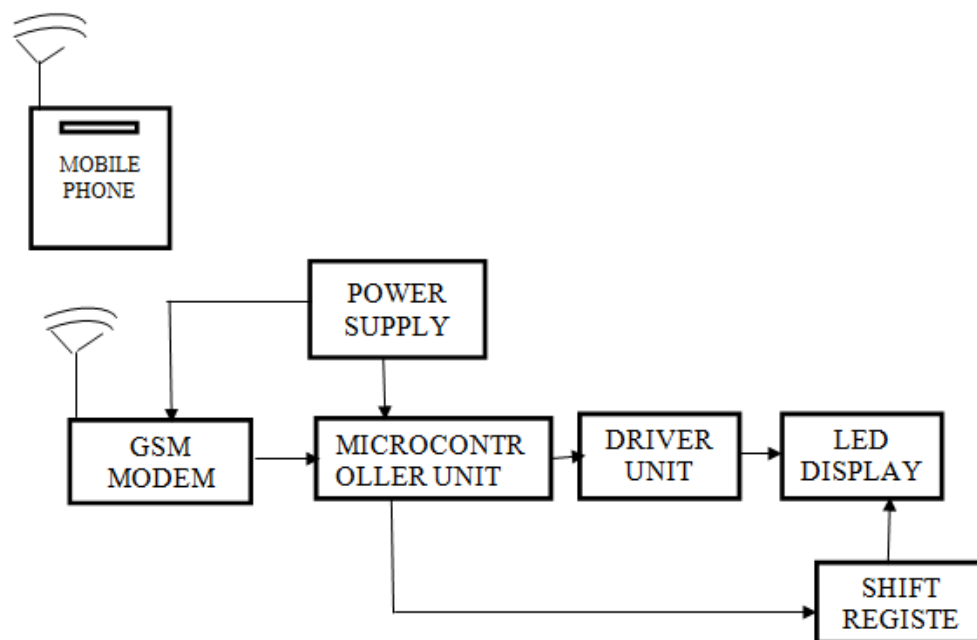 MOBILE
PHONE
POWER
SUPPLY
GSM
MODEM
MICROCONTR
OLLER UNIT
DRIVER
UNIT
LED
DISPLAY
SHIFT
REGISTE